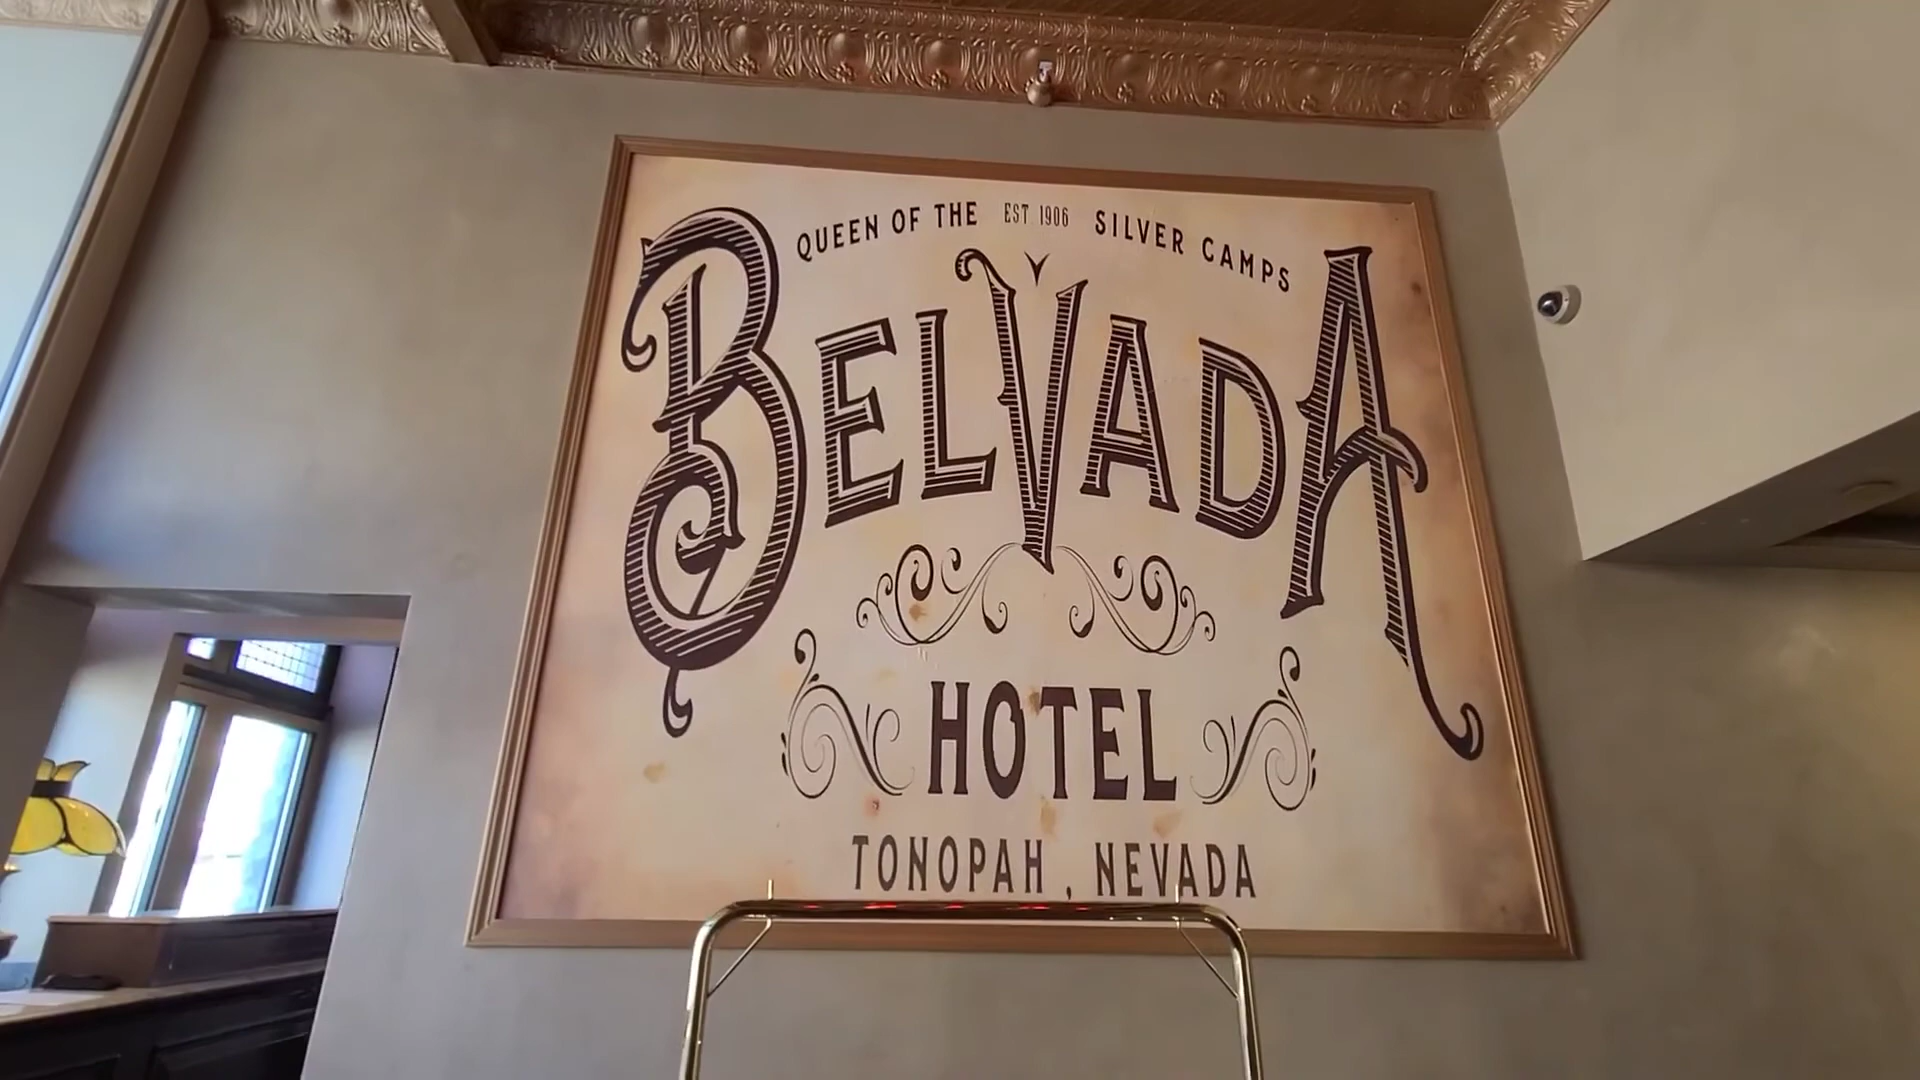 QUEEN OF THE EST. 1906 SILVER CAMPS
BELVADA
HOTEL
TONOPAH, NEVADA